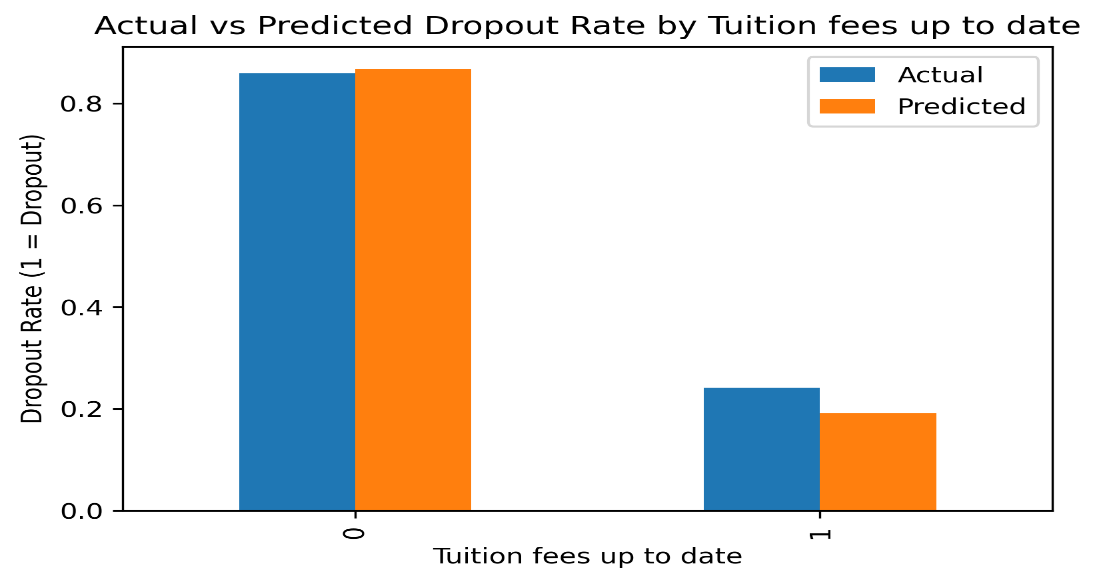 Actual vs Predicted Dropout Rate by Tuition fees up to date
Actual
Predicted
Dropout Rate (1 = Dropout)
0.8
0.6
0.4
0.2
0.0
0
1
Tuition fees up to date